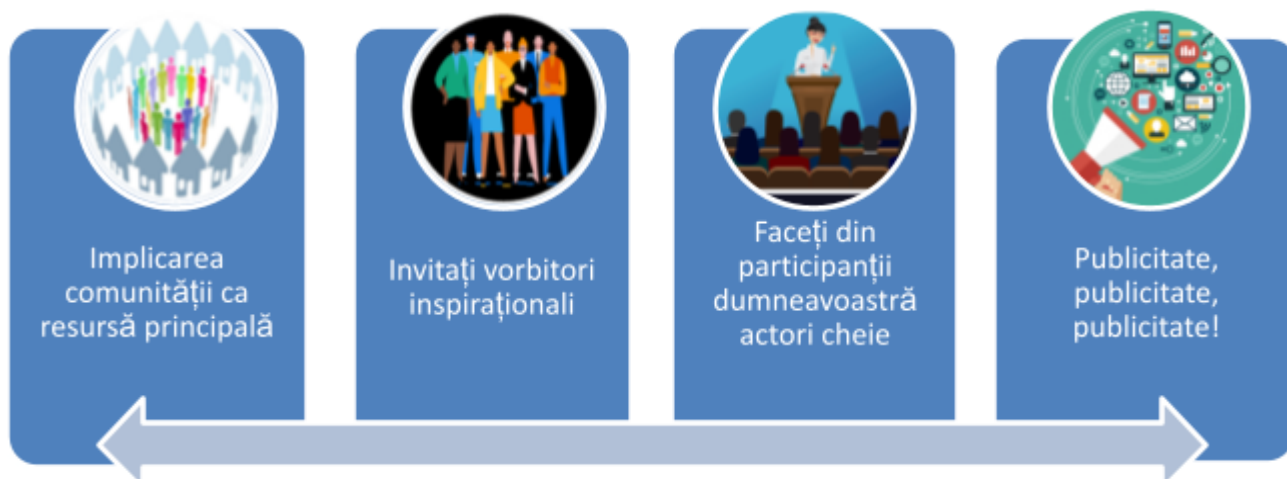 Implicarea
comunității ca
resursă principală
Invitați vorbitori
inspiraționali
Faceți din
participanții
dumneavoastră
actori cheie
Publicitate,
publicitate,
publicitate!